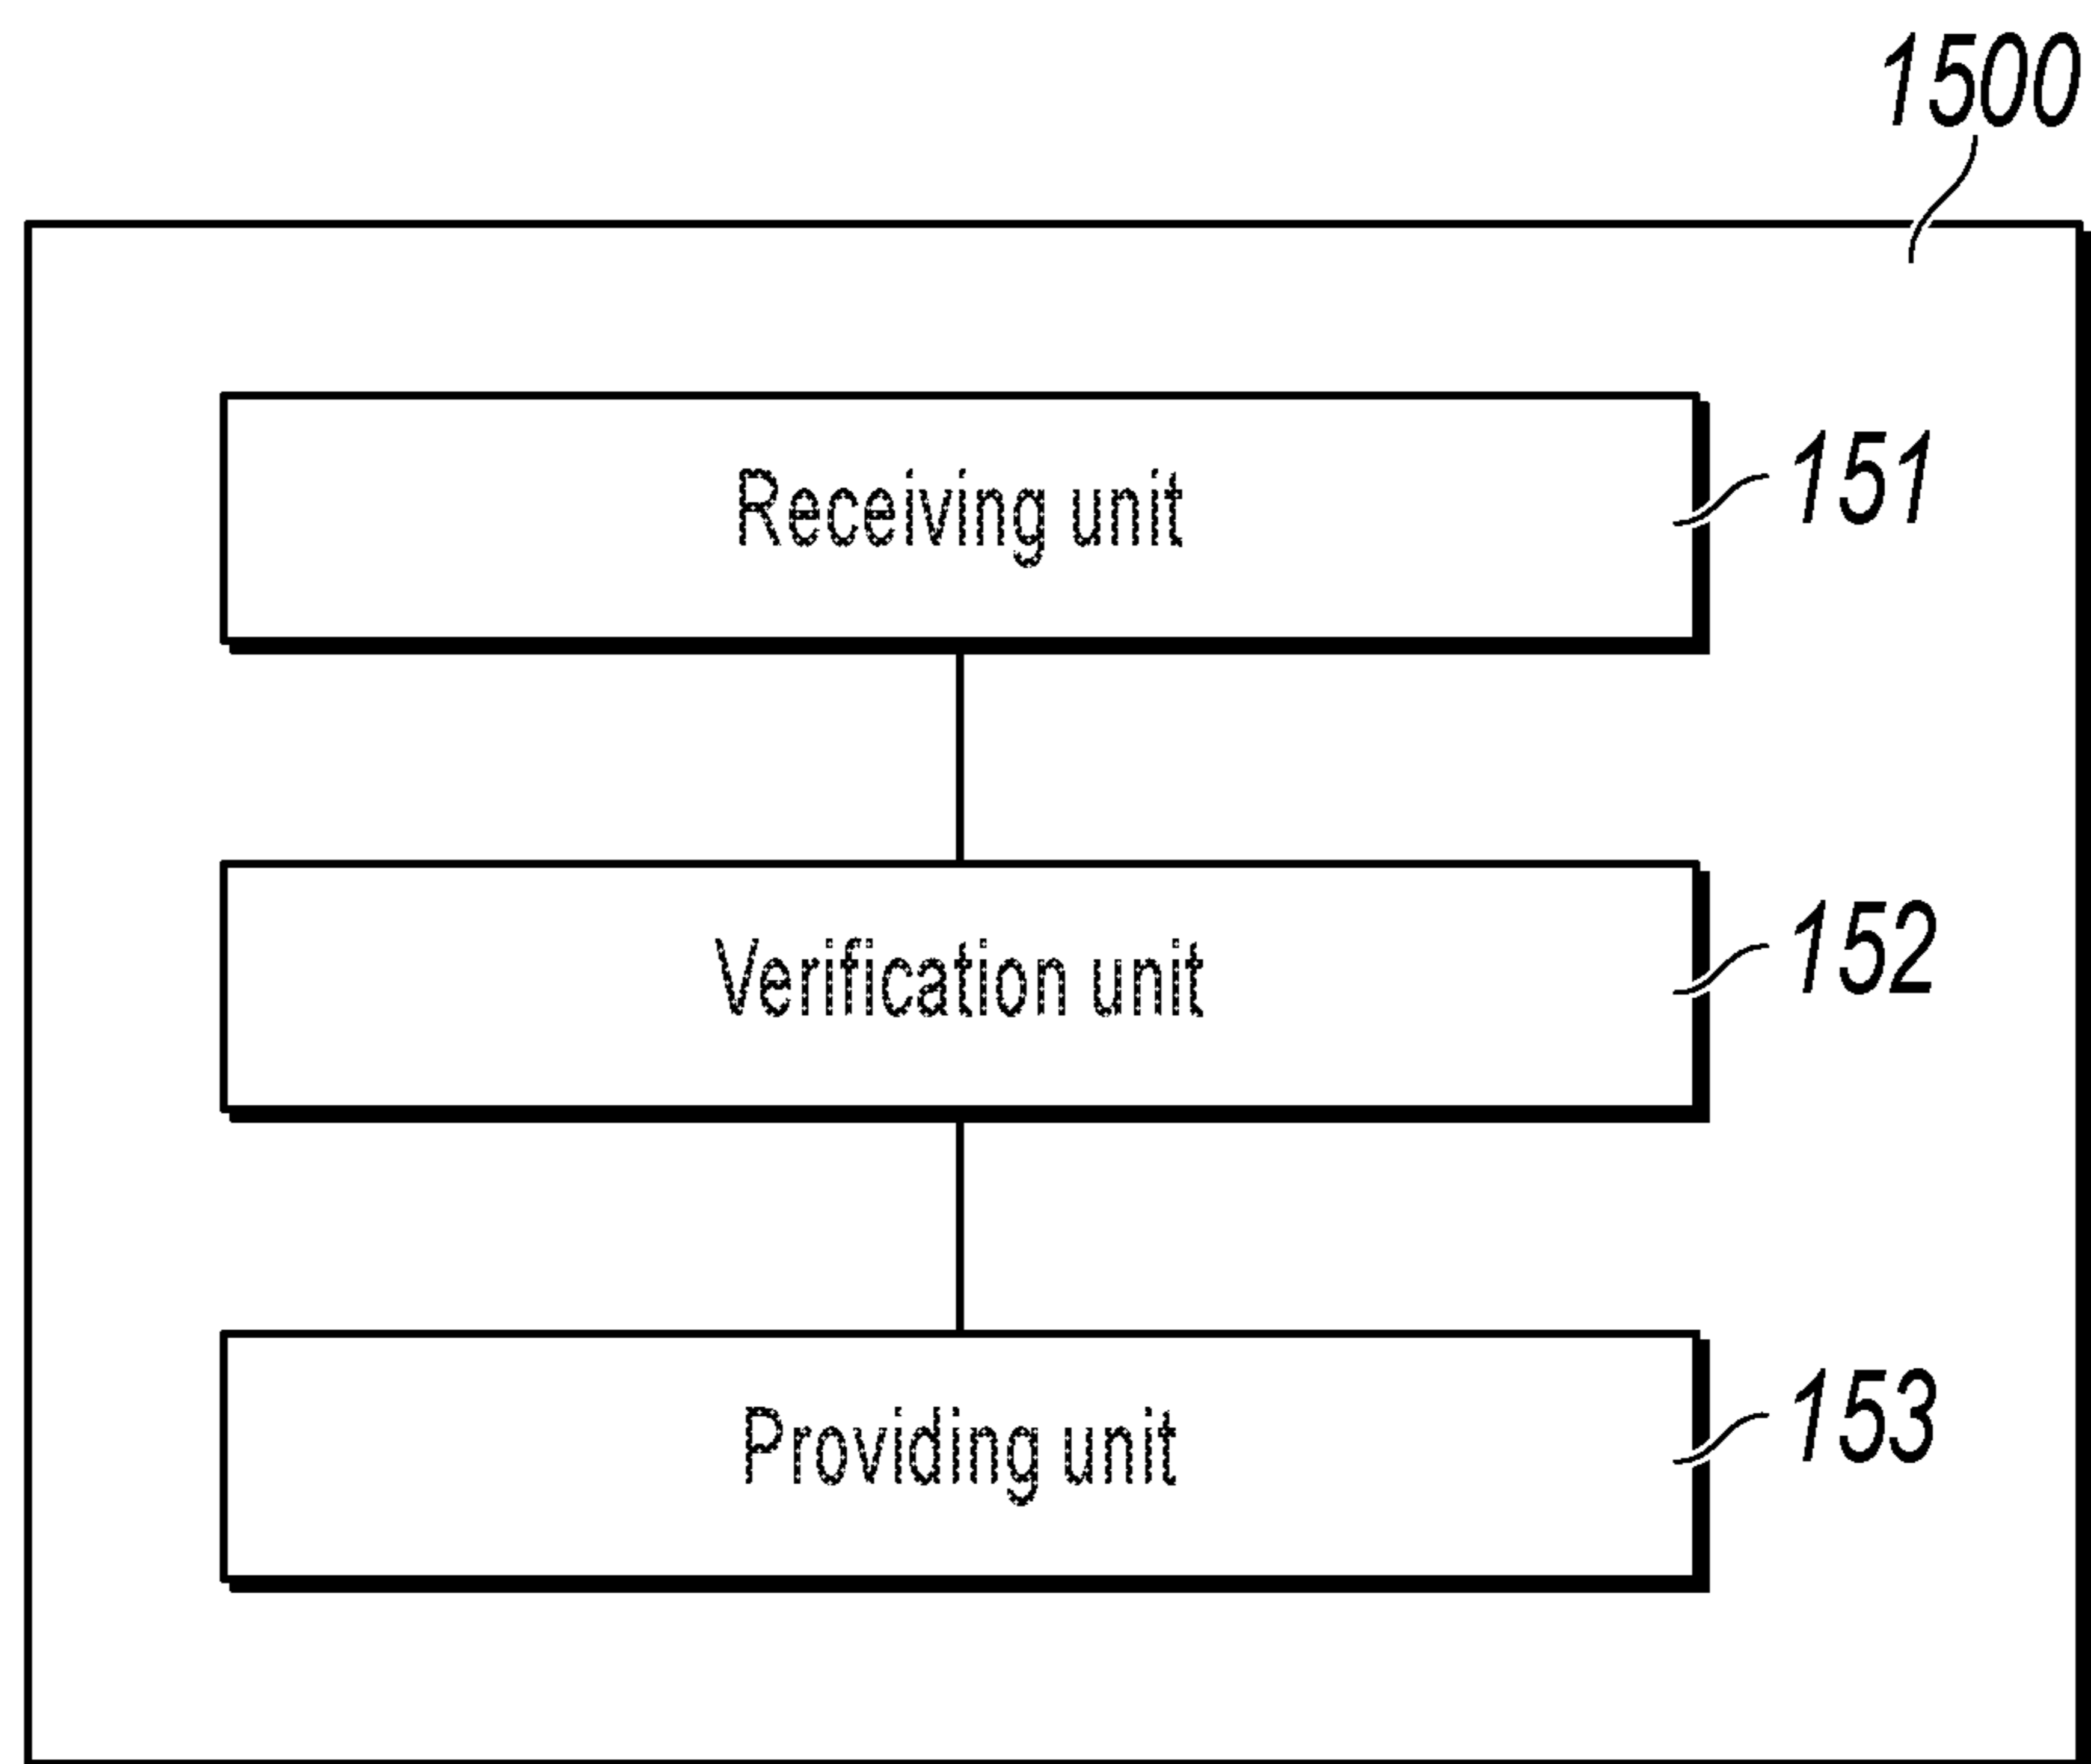 1500
Receiving unit
151
Verification unit
152
Providing unit
153